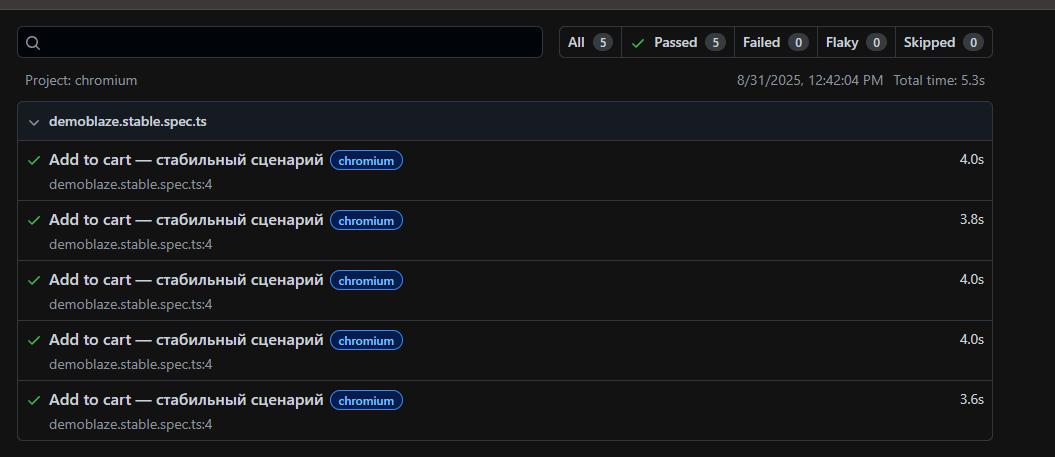 All 5 Passed 5 Failed 0 Flaky 0 Skipped 0
Project: chromium 8/31/2025, 12:42:04 PM Total time: 5.3s
demoblaze.stable.spec.ts
Add to cart — стабильный сценарий chromium 4.0s
demoblaze.stable.spec.ts:4
Add to cart — стабильный сценарий chromium 3.8s
demoblaze.stable.spec.ts:4
Add to cart — стабильный сценарий chromium 4.0s
demoblaze.stable.spec.ts:4
Add to cart — стабильный сценарий chromium 4.0s
demoblaze.stable.spec.ts:4
Add to cart — стабильный сценарий chromium 3.6s
demoblaze.stable.spec.ts:4